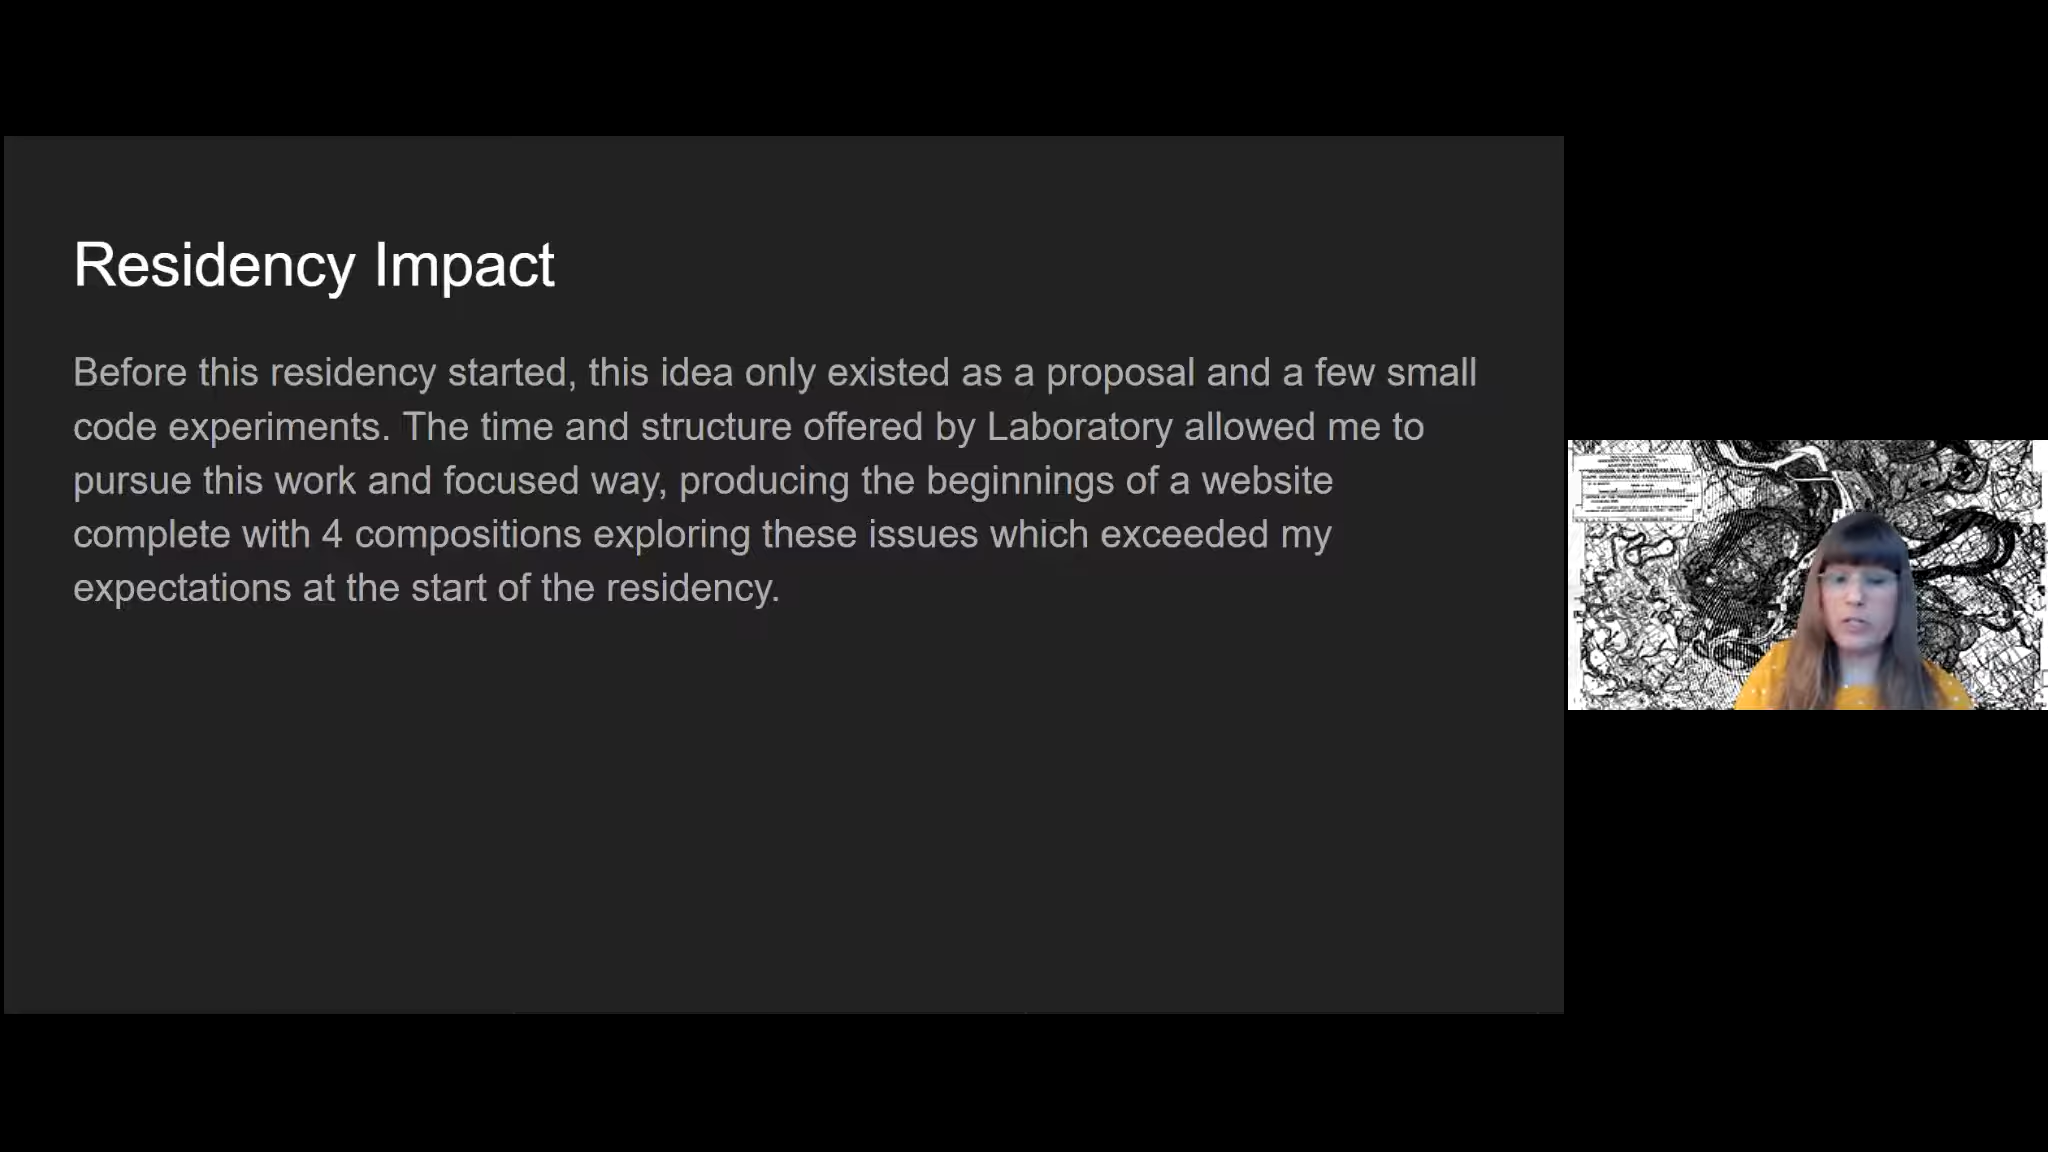 Residency Impact
Before this residency started, this idea only existed as a proposal and a few small
code experiments. The time and structure offered by Laboratory allowed me to
pursue this work and focused way, producing the beginnings of a website
complete with 4 compositions exploring these issues which exceeded my
expectations at the start of the residency.